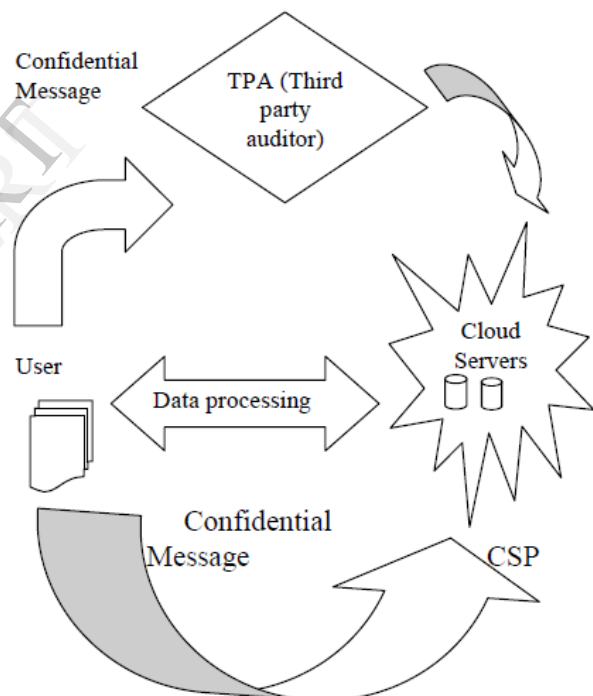 Confidential
Message
TPA (Third
party
auditor)
Cloud
Servers
User
Data processing
Confidential
Message
CSP